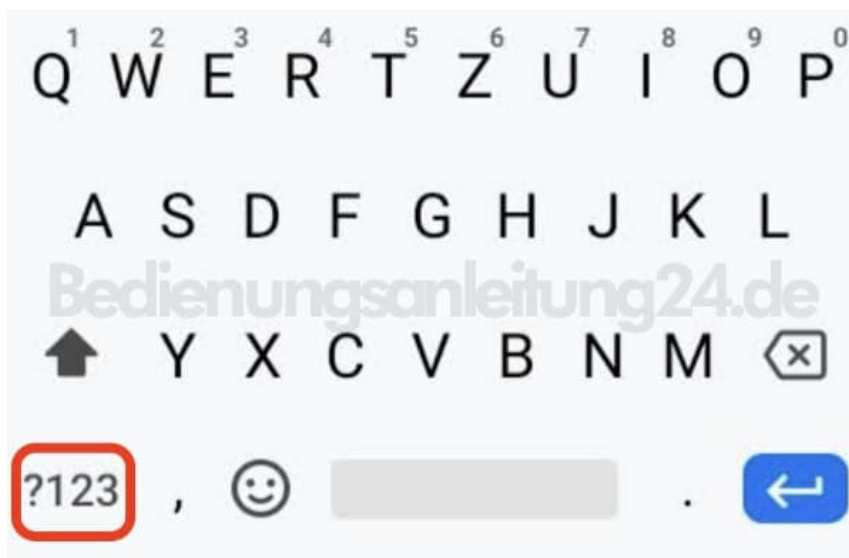 1 2 3 4 5 6 7 8 9 0
Q W E R T Z U I O P
A S D F G H J K L
Bedienungsanleitung24.de
Y X C V B N M
?123 , .